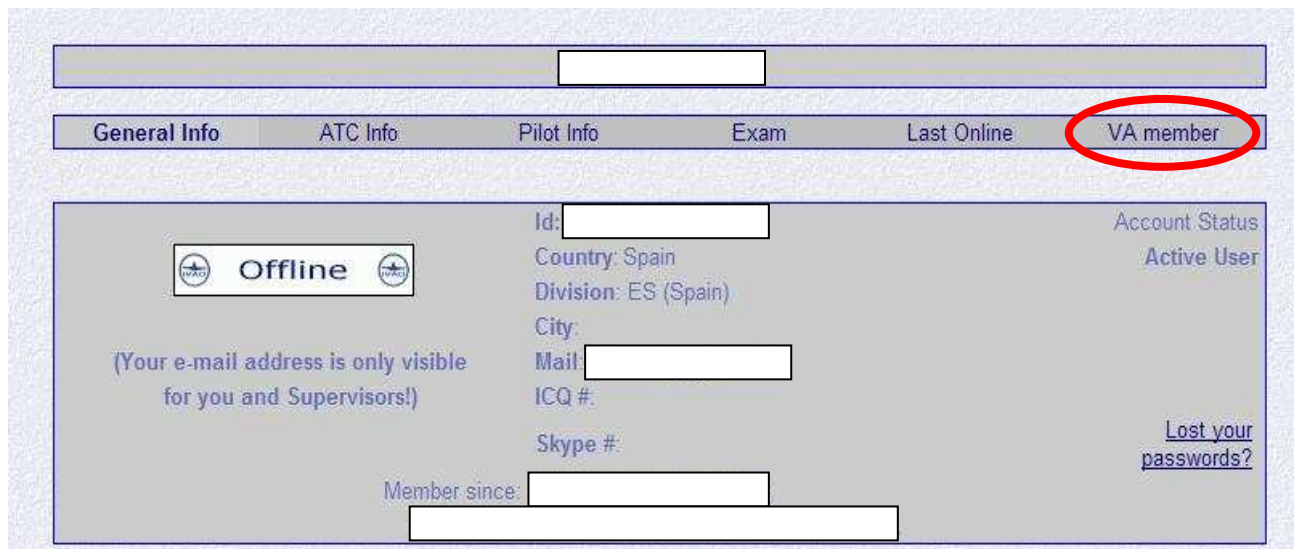 General Info ATC Info Pilot Info Exam Last Online VA member
Id:
Account Status
IVAO Offline IVAO
Country: Spain
Active User
Division: ES (Spain)
City:
(Your e-mail address is only visible
for you and Supervisors!)
Mail:
ICQ #:
Skype #:
Lost your
passwords?
Member since: